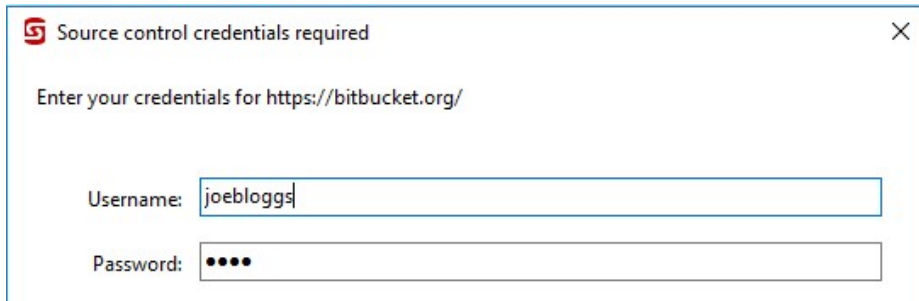 Source control credentials required
Enter your credentials for https://bitbucket.org/
Username: joebloggs
Password: ••••